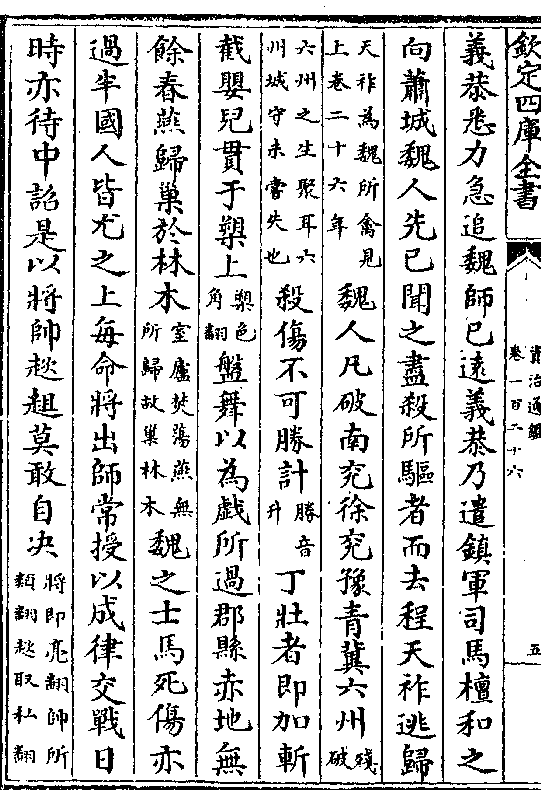 欽定四庫全書
資治通鑑
卷一百二十六
五
義恭悉力急追魏師已遠義恭乃遣鎮軍司馬檀和之
向蕭城魏人先已聞之盡殺所驅者而去程天祚逃歸
天祚為魏所禽見
上卷二十六年
魏人凡破南兖徐兖豫青冀六州
殘破
六州之生聚耳六
州城守未嘗失也
殺傷不可勝計
勝音
升
丁壯者即加斬
截嬰兒貫于槊上
槊色
角翻
盤舞以為戯所過郡縣赤地無
餘春燕歸巢於林木
室廬焚蕩燕無
所歸故巢林木
魏之士馬死傷亦
過半國人皆尤之上每命將出師常授以成律交戰日
時亦待中詔是以將帥趑趄莫敢自决
將即亮翻帥所
類翻趑取私翻